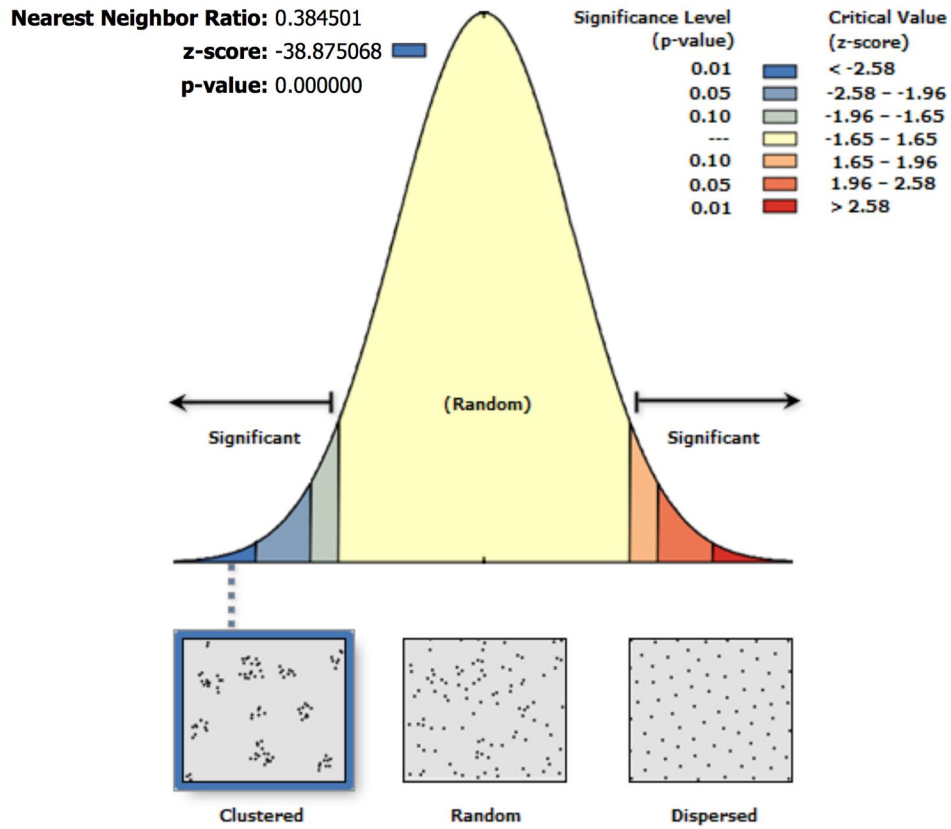 Nearest Neighbor Ratio: 0.384501
z-score: -38.875068
p-value: 0.000000
Significance Level
(p-value)
Critical Value
(z-score)
0.01 < -2.58
0.05 -2.58 – -1.96
0.10 -1.96 – -1.65
--- -1.65 – 1.65
0.10 1.65 – 1.96
0.05 1.96 – 2.58
0.01 > 2.58
(Random)
Significant
Significant
Clustered
Random
Dispersed